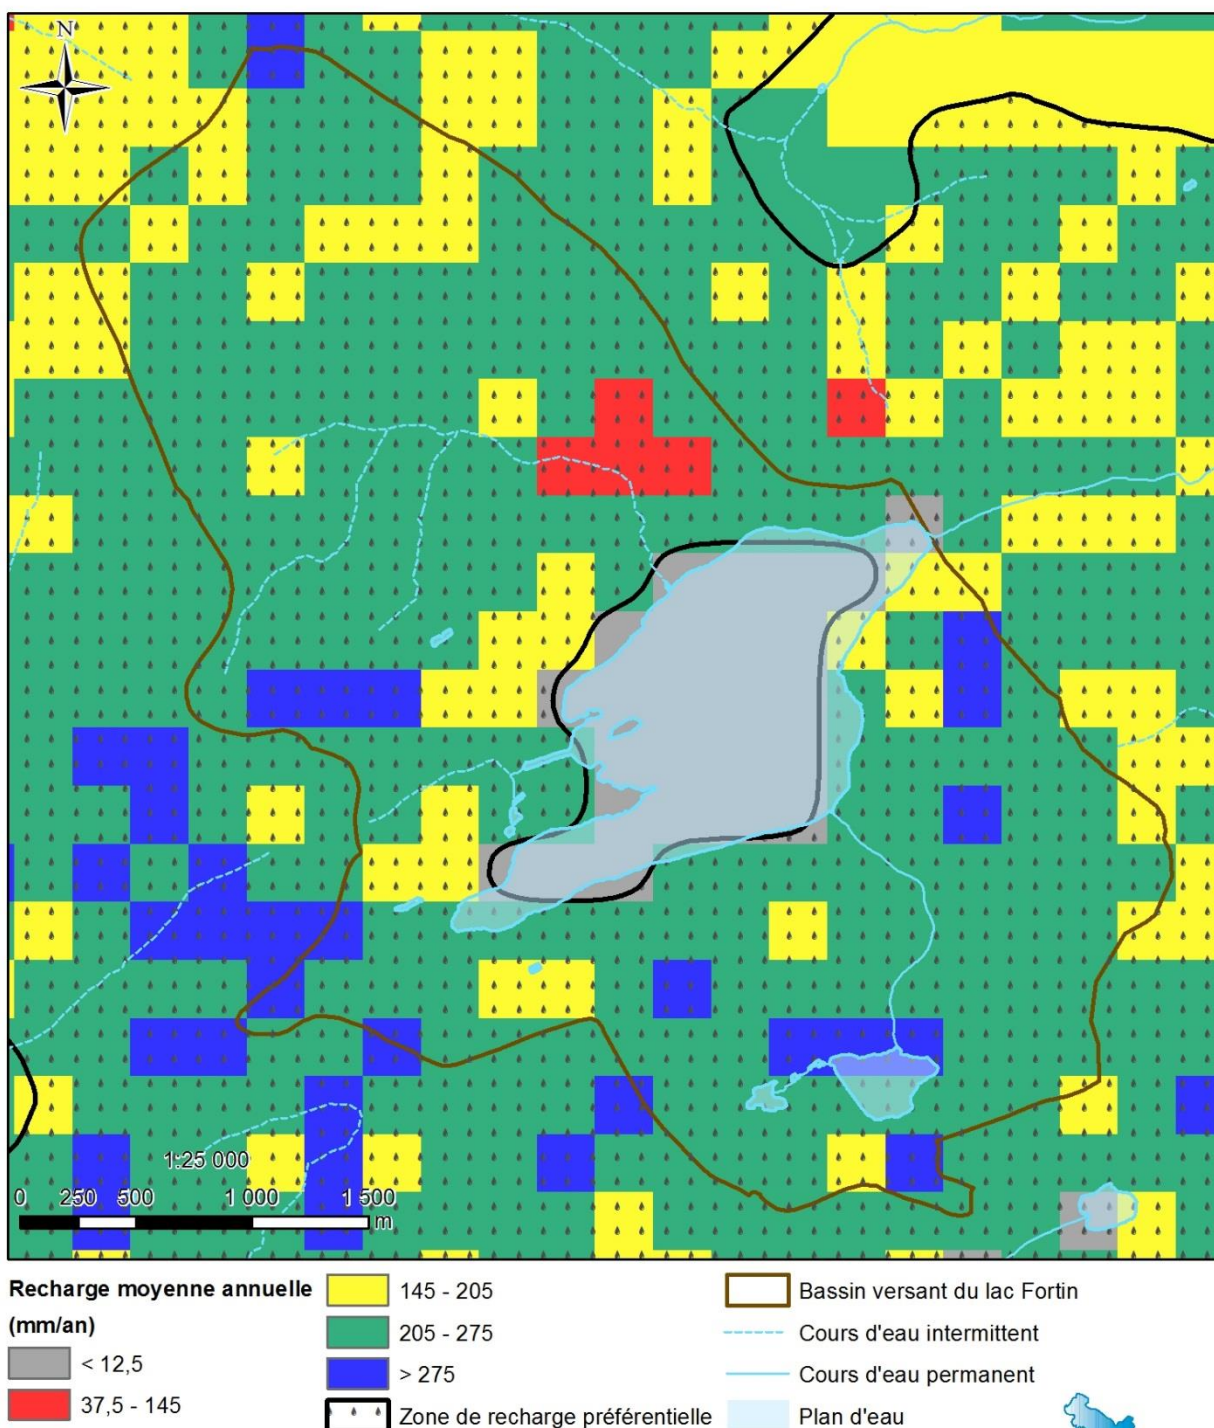 N
1:25 000
0 250 500 1 000 1 500
m
Recharge moyenne annuelle
(mm/an)
< 12,5
37,5 - 145
145 - 205
205 - 275
> 275
Zone de recharge préférentielle
Bassin versant du lac Fortin
Cours d'eau intermittent
Cours d'eau permanent
Plan d'eau